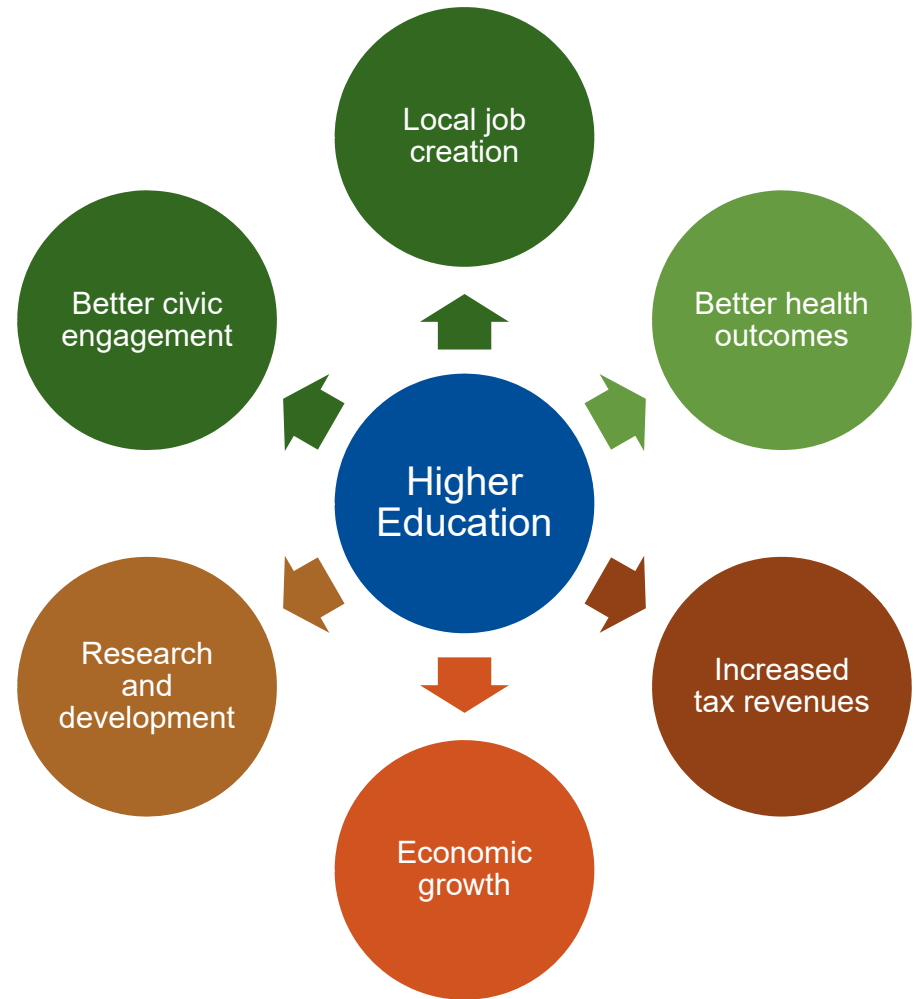 Local job
creation
Better civic
engagement
Better health
outcomes
Higher
Education
Research
and
development
Increased
tax revenues
Economic
growth